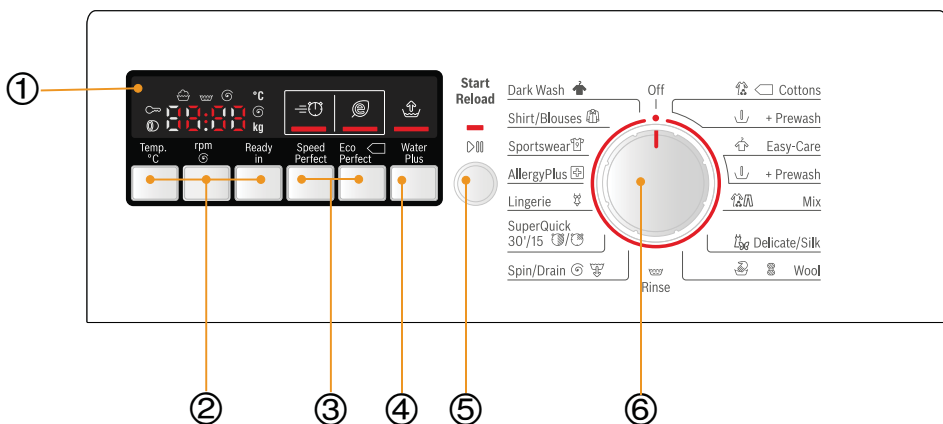 ①
°C
kg
Temp.
°C
rpm
Ready
in
Speed
Perfect
Eco
Perfect
Water
Plus
Start
Reload
Off
Dark Wash
Shirt/Blouses
Sportswear
AllergyPlus
Lingerie
SuperQuick
30'/15
Spin/Drain
Rinse
Cottons
+ Prewash
Easy-Care
+ Prewash
Mix
Delicate/Silk
Wool
② ③ ④ ⑤ ⑥